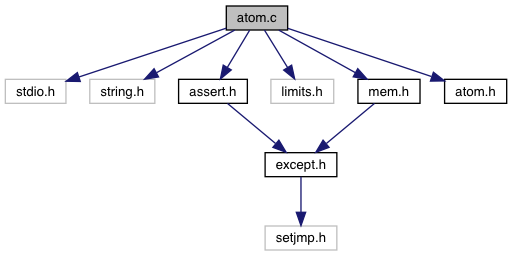 atom.c
stdio.h
string.h
assert.h
limits.h
mem.h
atom.h
except.h
setjmp.h